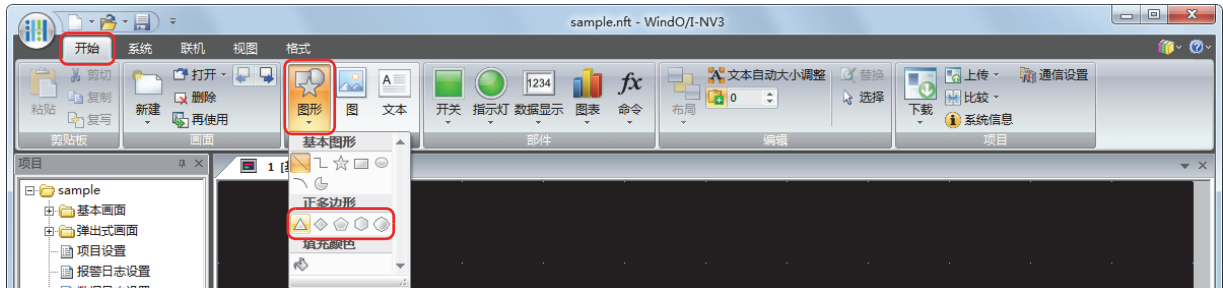 sample.nft - WindO/I-NV3
开始 系统 联机 视图 格式
粘贴 剪切 复制 复写 剪贴板
新建 打开 删除 再使用 画面
图形 图 文本
开关 指示灯 1234 数据显示 图表 fx 命令 部件
布局 文本自动大小调整 0 替换 选择 编辑
下载 上传 比较 系统信息 通信设置 项目
基本图形
正多边形
填充颜色
项目
sample
基本画面
弹出式画面
项目设置
报警日志设置
1